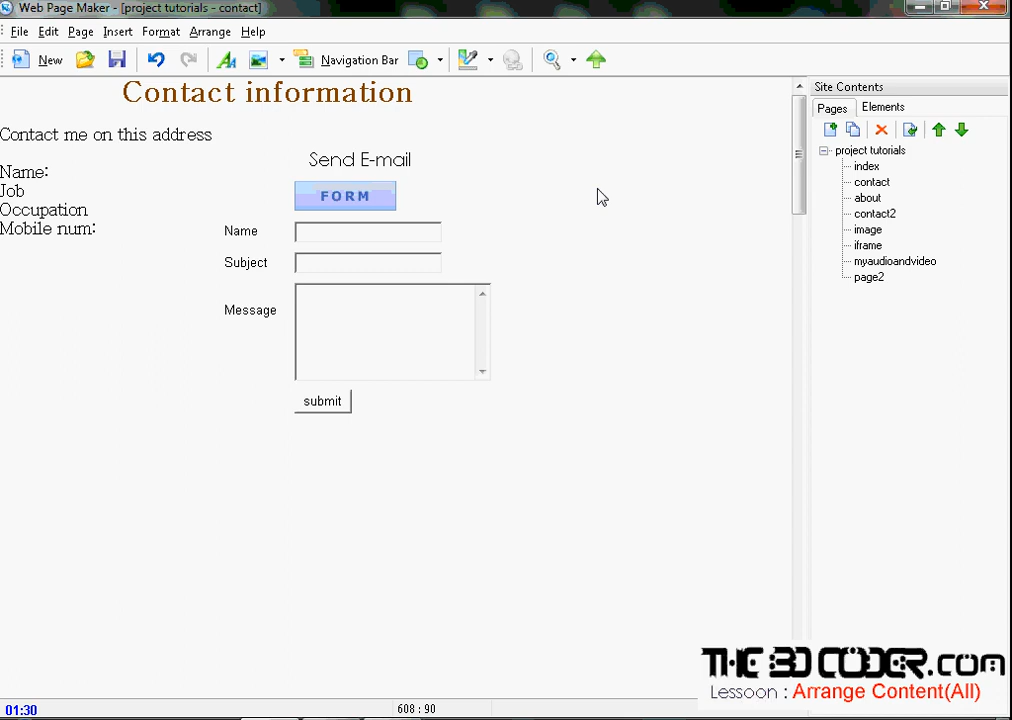 Web Page Maker - [project tutorials - contact]
File Edit Page Insert Format Arrange Help
New Navigation Bar
Contact information
Contact me on this address
Name:
Job
Occupation
Mobile num:
Send E-mail
FORM
Name
Subject
Message
submit
Site Contents
Pages Elements
project tutorials
index
contact
about
contact2
image
iframe
myaudioandvideo
page2
THE 3D CODER.COM
Lessoon : Arrange Content(All)
01:30
608 : 90